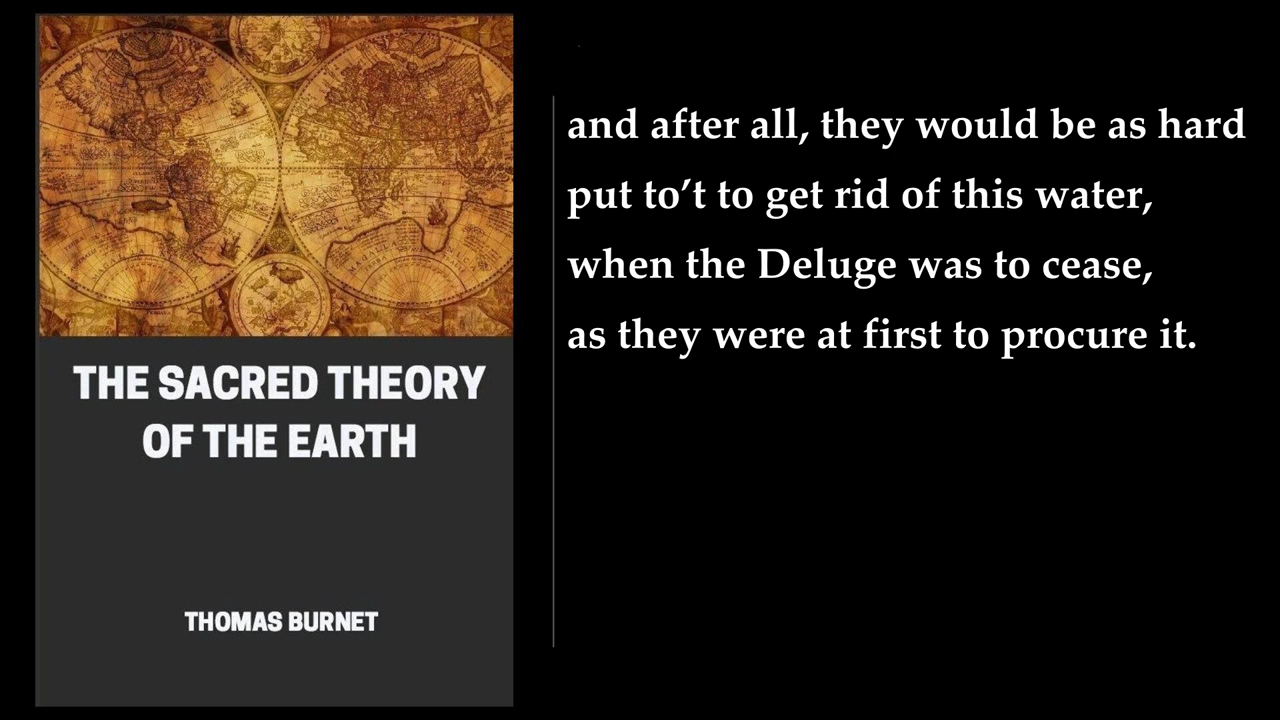 THE SACRED THEORY
OF THE EARTH
THOMAS BURNET
and after all, they would be as hard
put to’t to get rid of this water,
when the Deluge was to cease,
as they were at first to procure it.